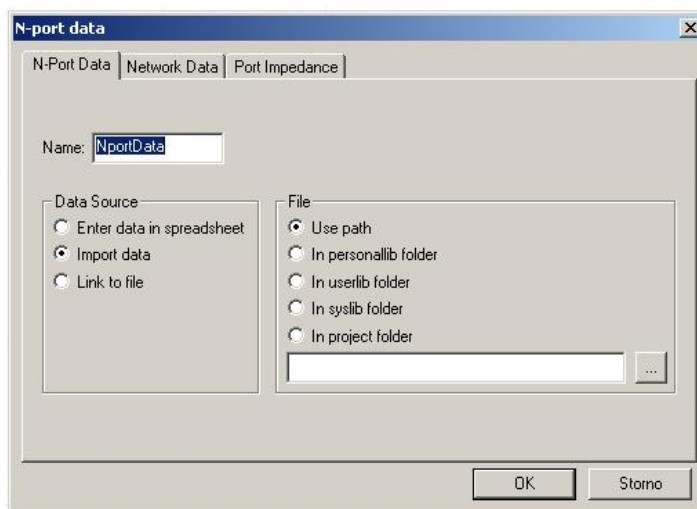 N-port data
N-Port Data Network Data Port Impedance
Name: NportData
Data Source
Enter data in spreadsheet
Import data
Link to file
File
Use path
In personallib folder
In userlib folder
In syslib folder
In project folder
...
OK Storno